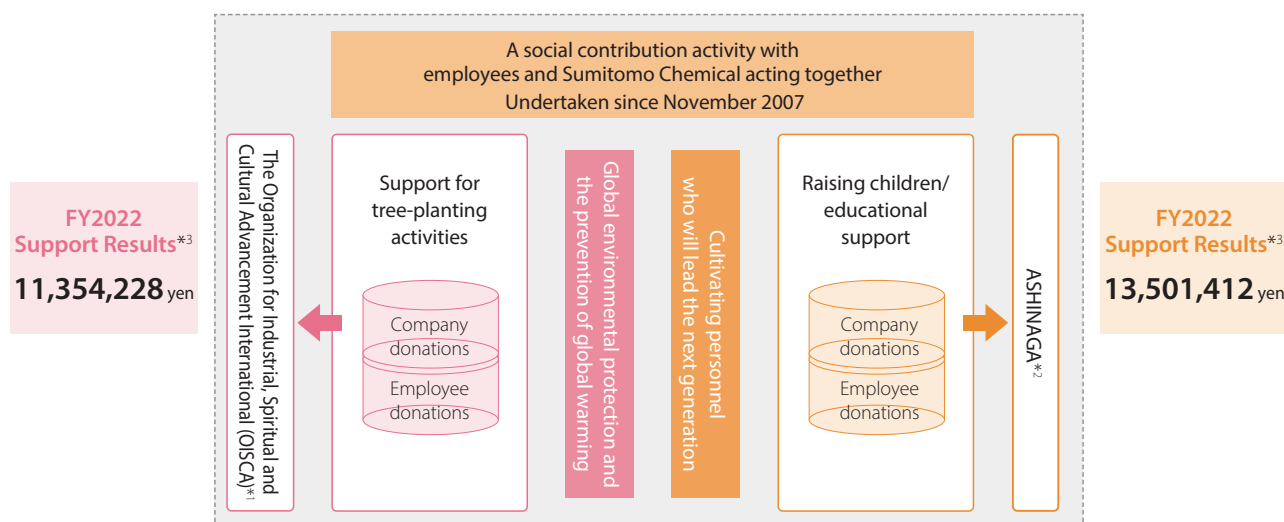 A social contribution activity with
employees and Sumitomo Chemical acting together
Undertaken since November 2007
FY2022
Support Results*3
11,354,228 yen
The Organization for Industrial, Spiritual and
Cultural Advancement International (OISCA)*1
Support for
tree-planting
activities
Company
donations
Employee
donations
Global environmental protection and
the prevention of global warming
Cultivating personnel
who will lead the next generation
Raising children/
educational
support
Company
donations
Employee
donations
ASHINAGA*2
FY2022
Support Results*3
13,501,412 yen